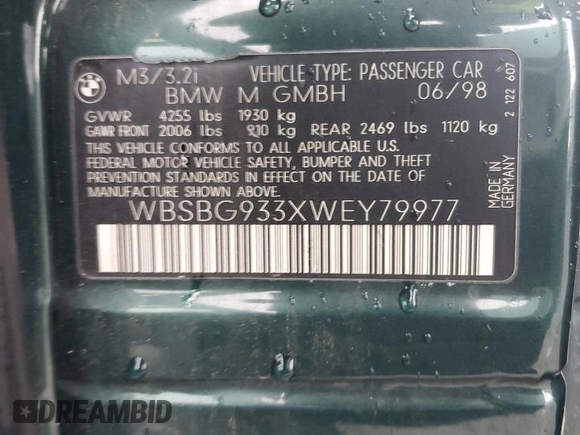 M3/3.2i VEHICLE TYPE: PASSENGER CAR
BMW M GMBH 06/98
GVWR 4255 lbs 1930 kg
GAWR FRONT 2006 lbs 910 kg REAR 2469 lbs 1120 kg
THIS VEHICLE CONFORMS TO ALL APPLICABLE U.S.
FEDERAL MOTOR VEHICLE SAFETY, BUMPER AND THEFT
PREVENTION STANDARDS IN EFFECT ON THE DATE OF
MANUFACTURE SHOWN ABOVE.
WBSBG933XWEY79977
MADE IN GERMANY
2 122 607
DREAMBID